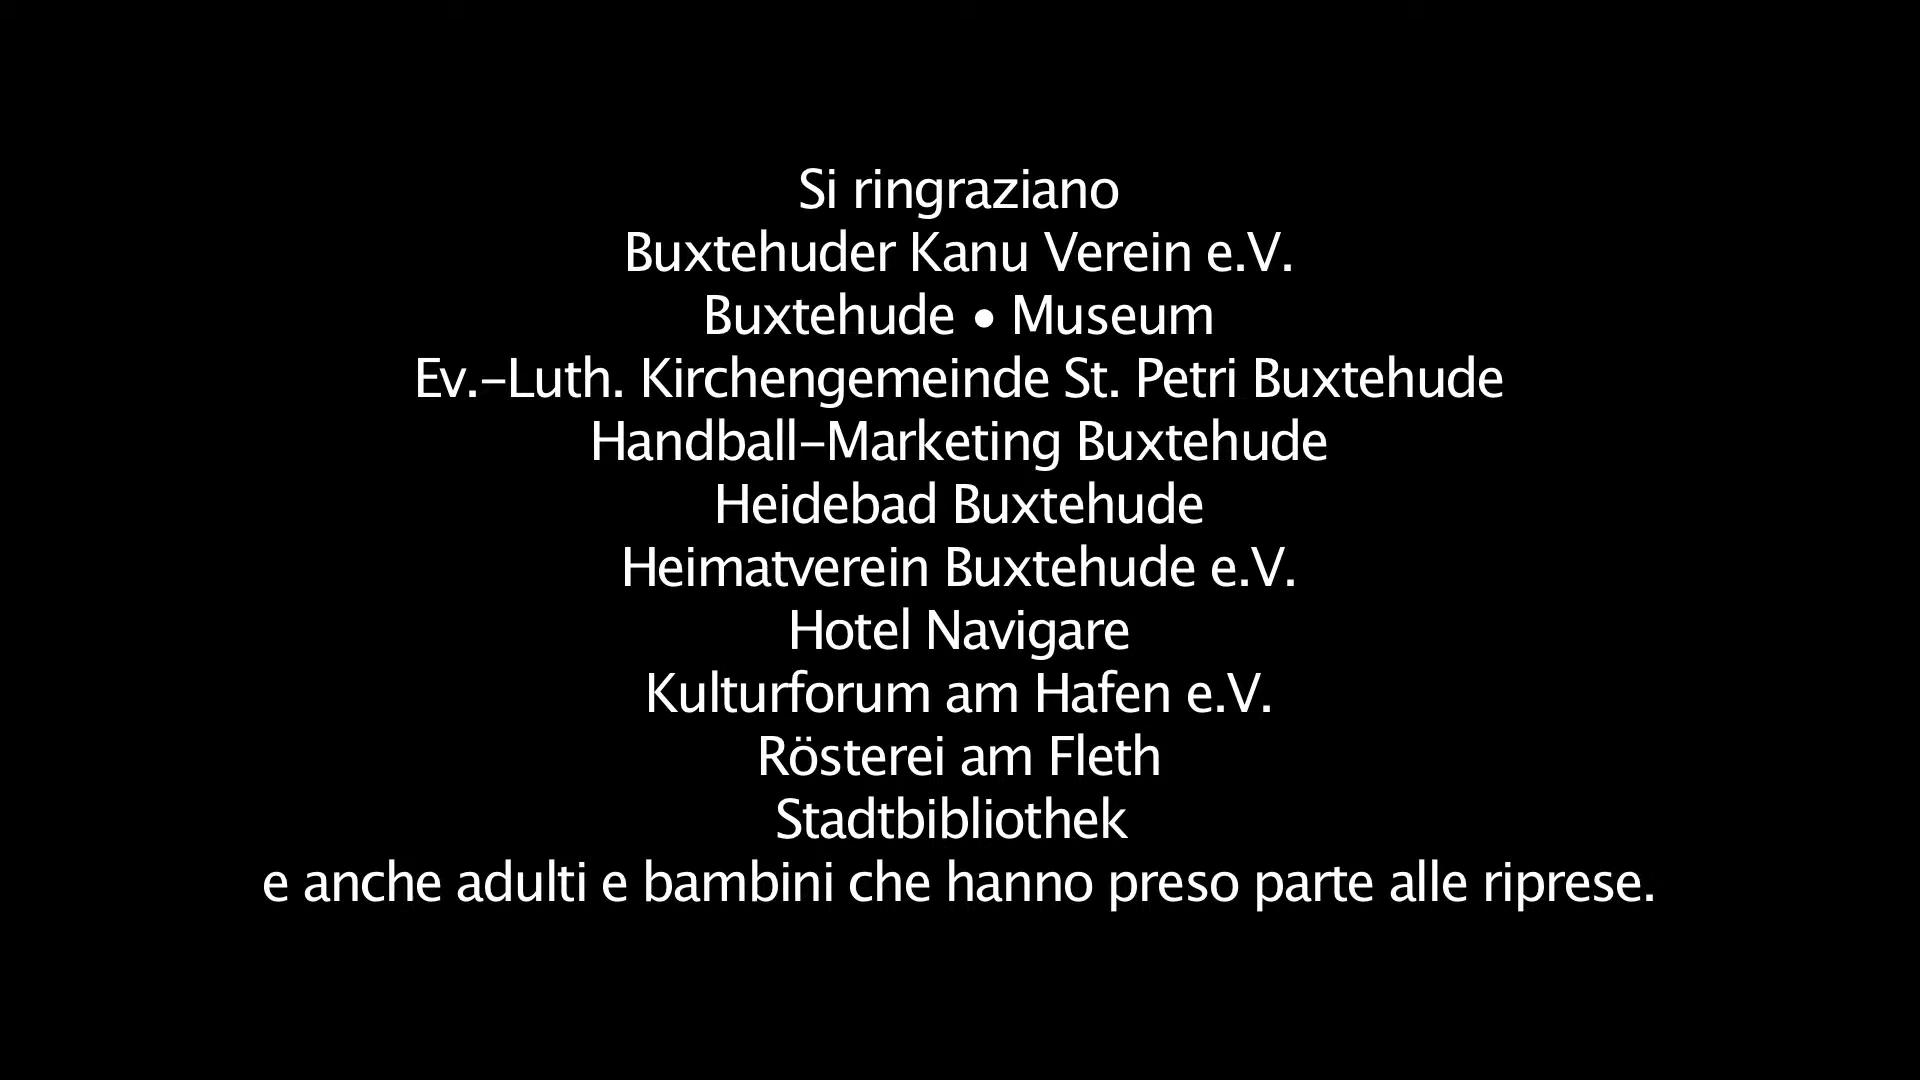 Si ringraziano
Buxtehuder Kanu Verein e.V.
Buxtehude • Museum
Ev.-Luth. Kirchengemeinde St. Petri Buxtehude
Handball-Marketing Buxtehude
Heidebad Buxtehude
Heimatverein Buxtehude e.V.
Hotel Navigare
Kulturforum am Hafen e.V.
Rösterei am Fleth
Stadtbibliothek
e anche adulti e bambini che hanno preso parte alle riprese.